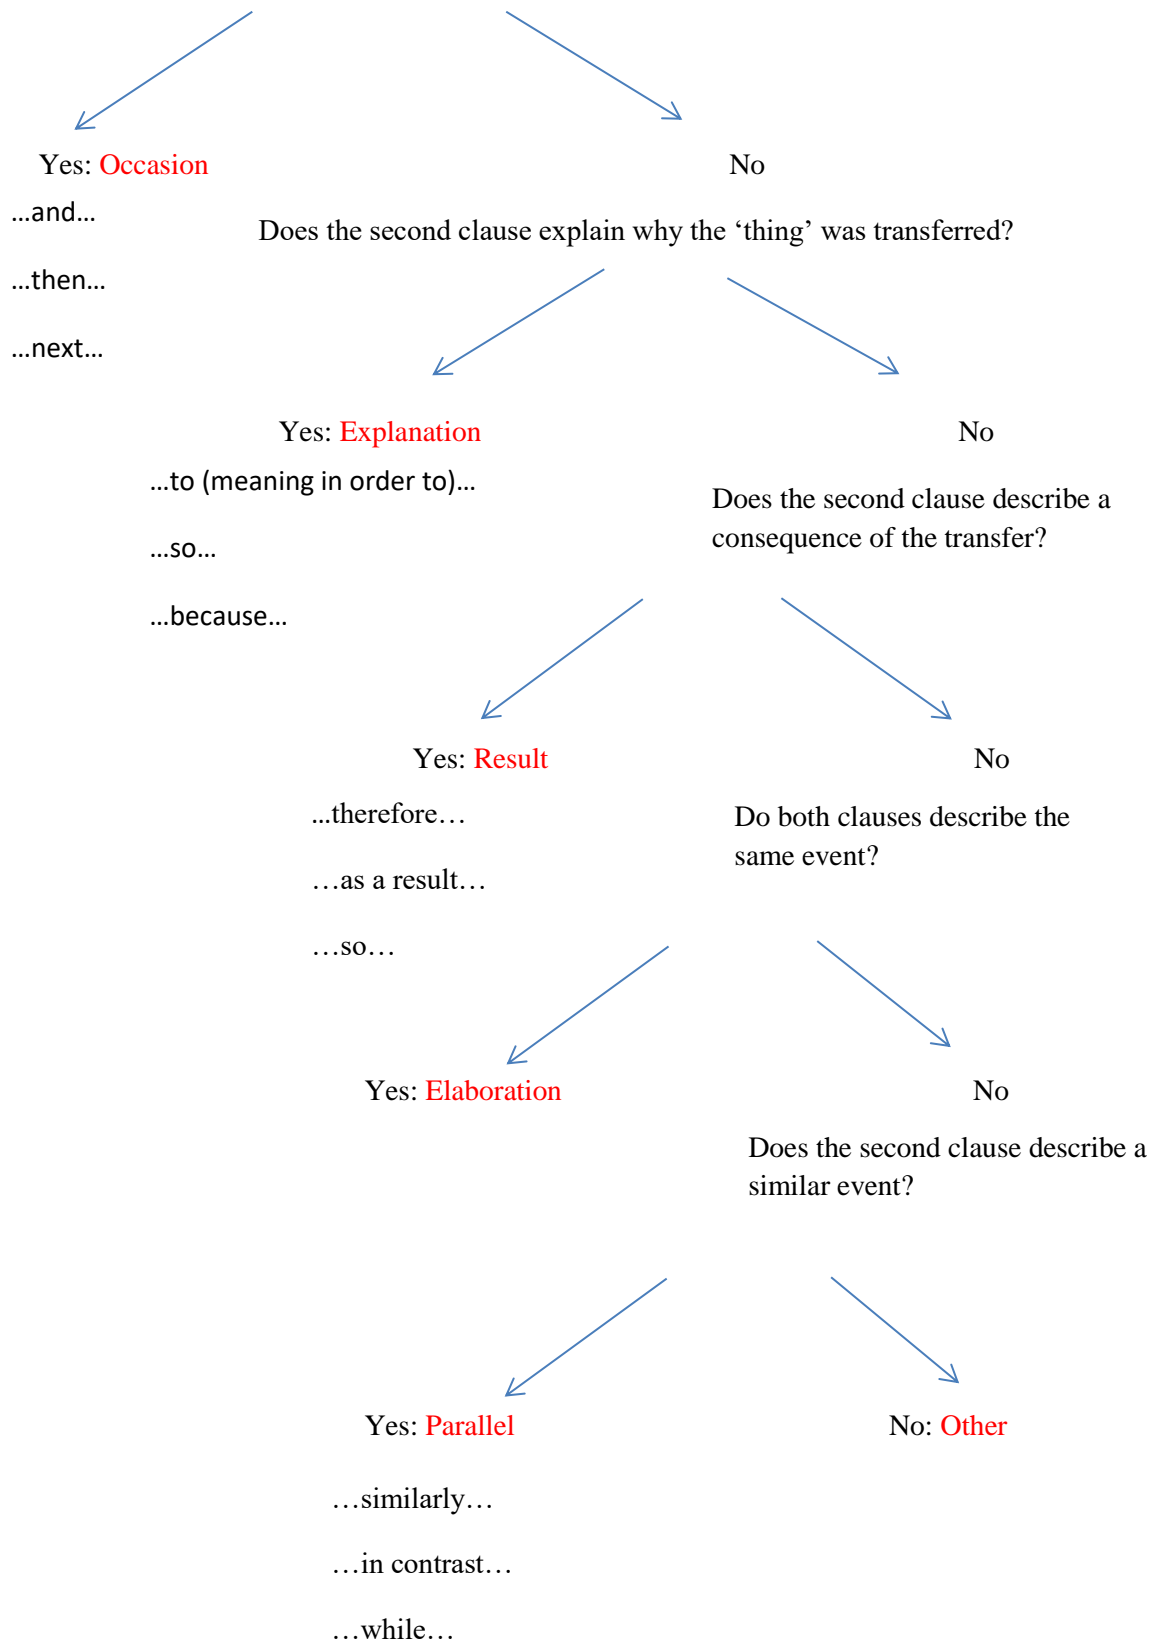 Yes: Occasion
No
…and…
…then…
…next…
Does the second clause explain why the ‘thing’ was transferred?
Yes: Explanation
No
…to (meaning in order to)…
…so…
…because…
Does the second clause describe a
consequence of the transfer?
Yes: Result
No
...therefore…
…as a result…
…so…
Do both clauses describe the
same event?
Yes: Elaboration
No
Does the second clause describe a
similar event?
Yes: Parallel
No: Other
…similarly…
…in contrast…
…while…